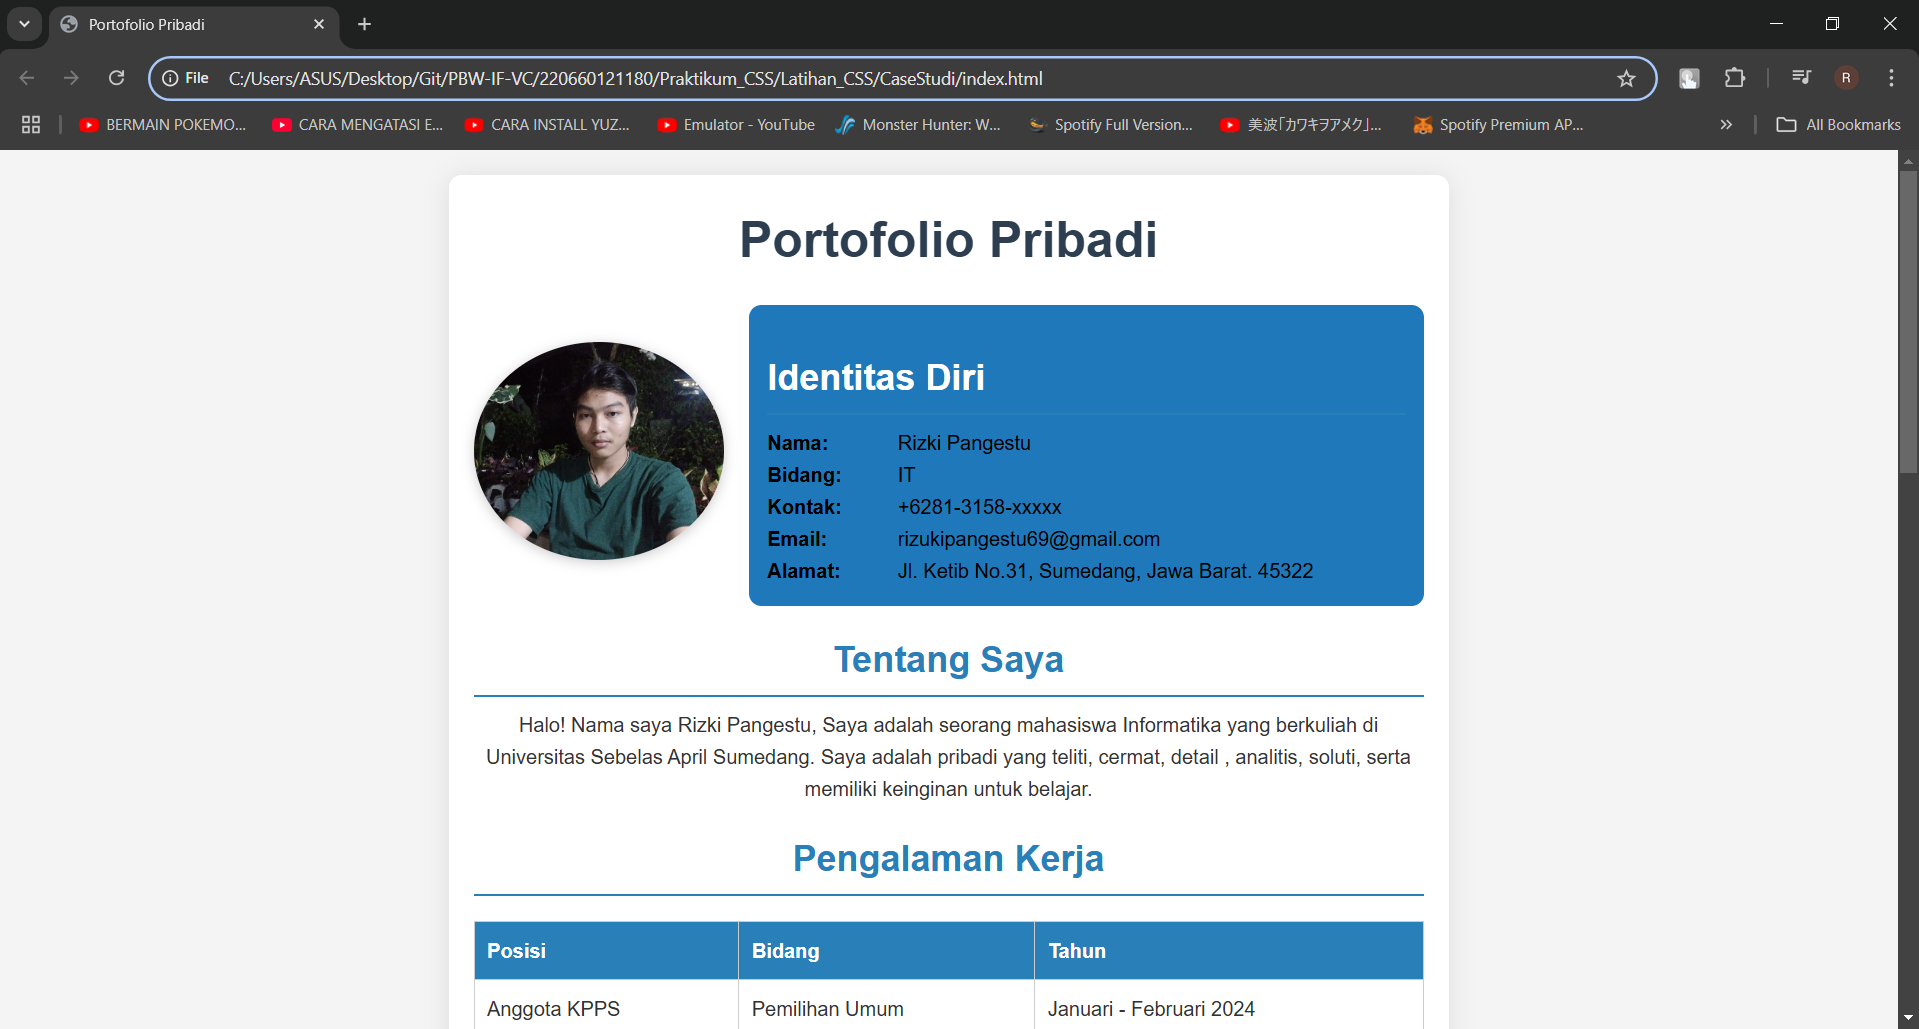 Portofolio Pribadi
File C:/Users/ASUS/Desktop/Git/PBW-IF-VC/220660121180/Praktikum_CSS/Latihan_CSS/CaseStudi/index.html
R
BERMAIN POKEMO... CARA MENGATASI E... CARA INSTALL YUZ... Emulator - YouTube Monster Hunter: W... Spotify Full Version... 美波「カワキヲアメク」... Spotify Premium AP... » All Bookmarks
Portofolio Pribadi
Identitas Diri
Nama: Rizki Pangestu
Bidang: IT
Kontak: +6281-3158-xxxxx
Email: rizukipangestu69@gmail.com
Alamat: Jl. Ketib No.31, Sumedang, Jawa Barat. 45322
Tentang Saya
Halo! Nama saya Rizki Pangestu, Saya adalah seorang mahasiswa Informatika yang berkuliah di
Universitas Sebelas April Sumedang. Saya adalah pribadi yang teliti, cermat, detail , analitis, soluti, serta
memiliki keinginan untuk belajar.
Pengalaman Kerja
Posisi Bidang Tahun
Anggota KPPS Pemilihan Umum Januari - Februari 2024